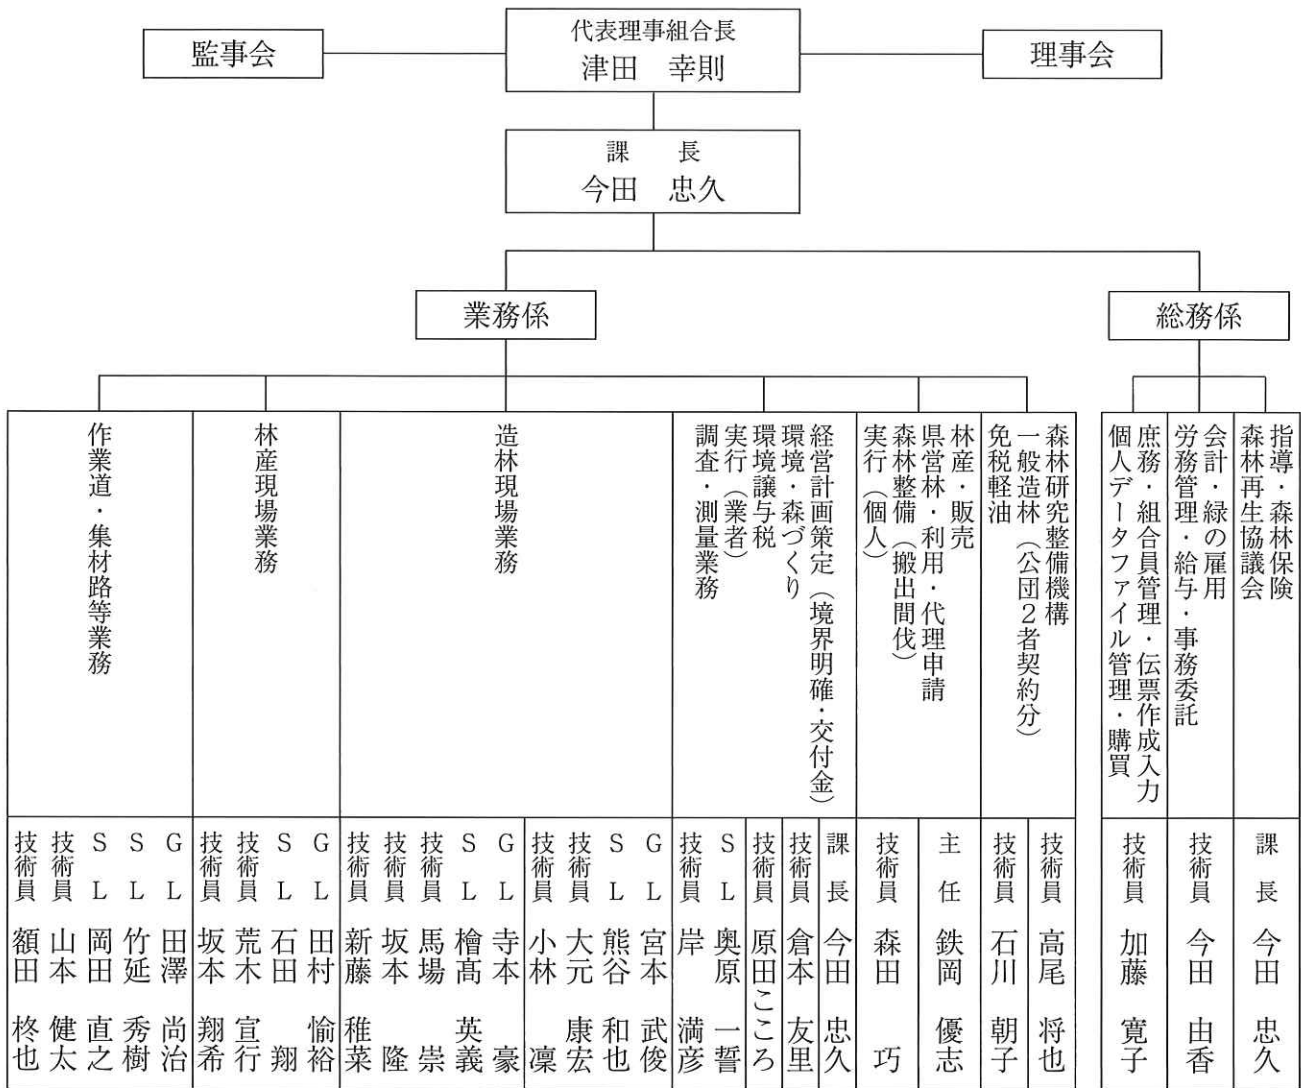 代表理事組合長
津田　幸則
監事会
理事会
課　長
今田　忠久
業務係
総務係
指導・森林保険
森林再生協議会
課　長　今田　忠久
会計・緑の雇用
労務管理・給与・事務委託
技術員　今田　由香
庶務・組合員管理・伝票作成入力
個人データファイル管理・購買
技術員　加藤　寛子
森林研究整備機構
一般造林（公団2者契約分）
免税軽油
技術員　高尾　将也
技術員　石川　朝子
林産・販売
県営林・利用・代理申請
森林整備（搬出間伐）
実行（個人）
主　任　鉄岡　優志
技術員　森田　巧
経営計画策定（境界明確・交付金）
環境・森づくり
環境譲与税
実行（業者）
調査・測量業務
課　長　今田　忠久
技術員　倉本　友里
技術員　原田こころ
ＳＬ　奥原　一誓
技術員　岸　満彦
造林現場業務
ＧＬ　宮本　武俊
ＳＬ　熊谷　和也
技術員　大元　康宏
技術員　小林　凜
ＧＬ　寺本　豪
ＳＬ　檜髙　英義
技術員　馬場　崇
技術員　坂本　隆
技術員　新藤　稚菜
林産現場業務
ＧＬ　田村　愉裕
ＳＬ　石田　翔
技術員　荒木　宣行
技術員　坂本　翔希
作業道・集材路等業務
ＧＬ　田澤　尚治
ＳＬ　竹延　秀樹
ＳＬ　岡田　直之
技術員　山本　健太
技術員　額田　柊也